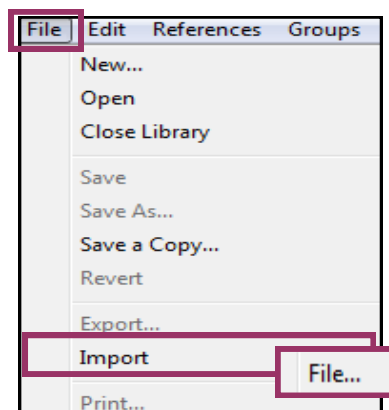 File Edit References Groups
New...
Open
Close Library
Save
Save As...
Save a Copy...
Revert
Export...
Import
File...
Print...